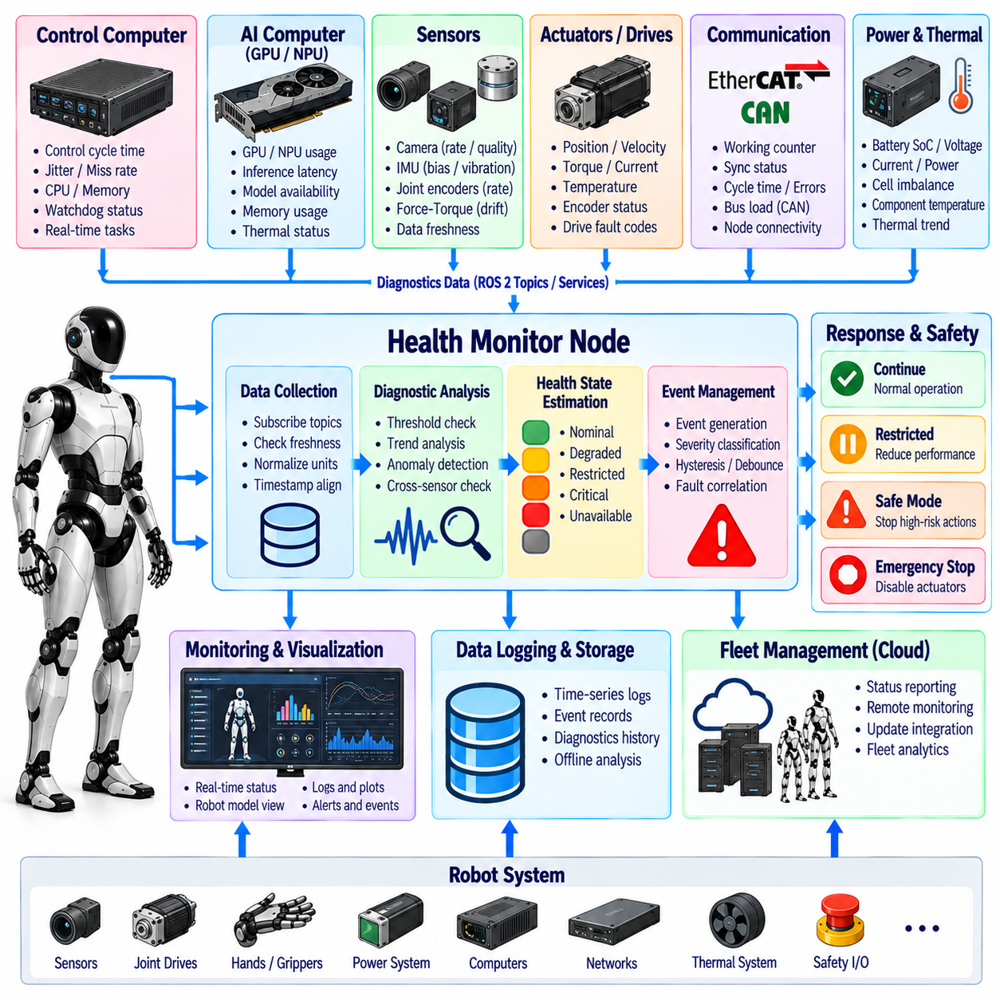 Control Computer
• Control cycle time
• Jitter / Miss rate
• CPU / Memory
• Watchdog status
• Real-time tasks
AI Computer
(GPU / NPU)
• GPU / NPU usage
• Inference latency
• Model availability
• Memory usage
• Thermal status
Sensors
• Camera (rate / quality)
• IMU (bias / vibration)
• Joint encoders (rate)
• Force-Torque (drift)
• Data freshness
Actuators / Drives
• Position / Velocity
• Torque / Current
• Temperature
• Encoder status
• Drive fault codes
Communication
EtherCAT®
CAN
• Working counter
• Sync status
• Cycle time / Errors
• Bus load (CAN)
• Node connectivity
Power & Thermal
• Battery SoC / Voltage
• Current / Power
• Cell imbalance
• Component temperature
• Thermal trend
Diagnostics Data (ROS 2 Topics / Services)
Health Monitor Node
Data Collection
• Subscribe topics
• Check freshness
• Normalize units
• Timestamp align
Diagnostic Analysis
• Threshold check
• Trend analysis
• Anomaly detection
• Cross-sensor check
Health State
Estimation
• Nominal
• Degraded
• Restricted
• Critical
• Unavailable
Event Management
• Event generation
• Severity classification
• Hysteresis / Debounce
• Fault correlation
Response & Safety
Continue
Normal operation
Restricted
Reduce performance
Safe Mode
Stop high-risk actions
Emergency Stop
Disable actuators
Monitoring & Visualization
• Real-time status
• Robot model view
• Logs and plots
• Alerts and events
Data Logging & Storage
• Time-series logs
• Event records
• Diagnostics history
• Offline analysis
Fleet Management (Cloud)
• Status reporting
• Remote monitoring
• Update integration
• Fleet analytics
Robot System
Sensors
Joint Drives
Hands / Grippers
Power System
Computers
Networks
Thermal System
Safety I/O
•••